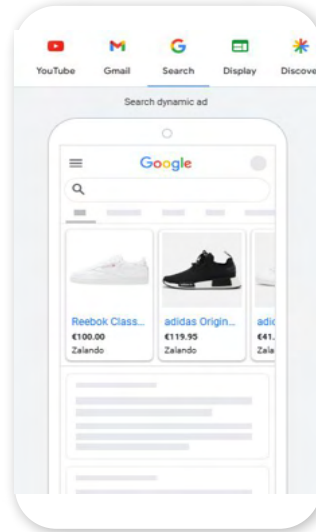 YouTube Gmail Search Display Discove
Search dynamic ad
Google
Reebok Class... adidas Origin... adid
€100.00 €119.95 €41.
Zalando Zalando Zala